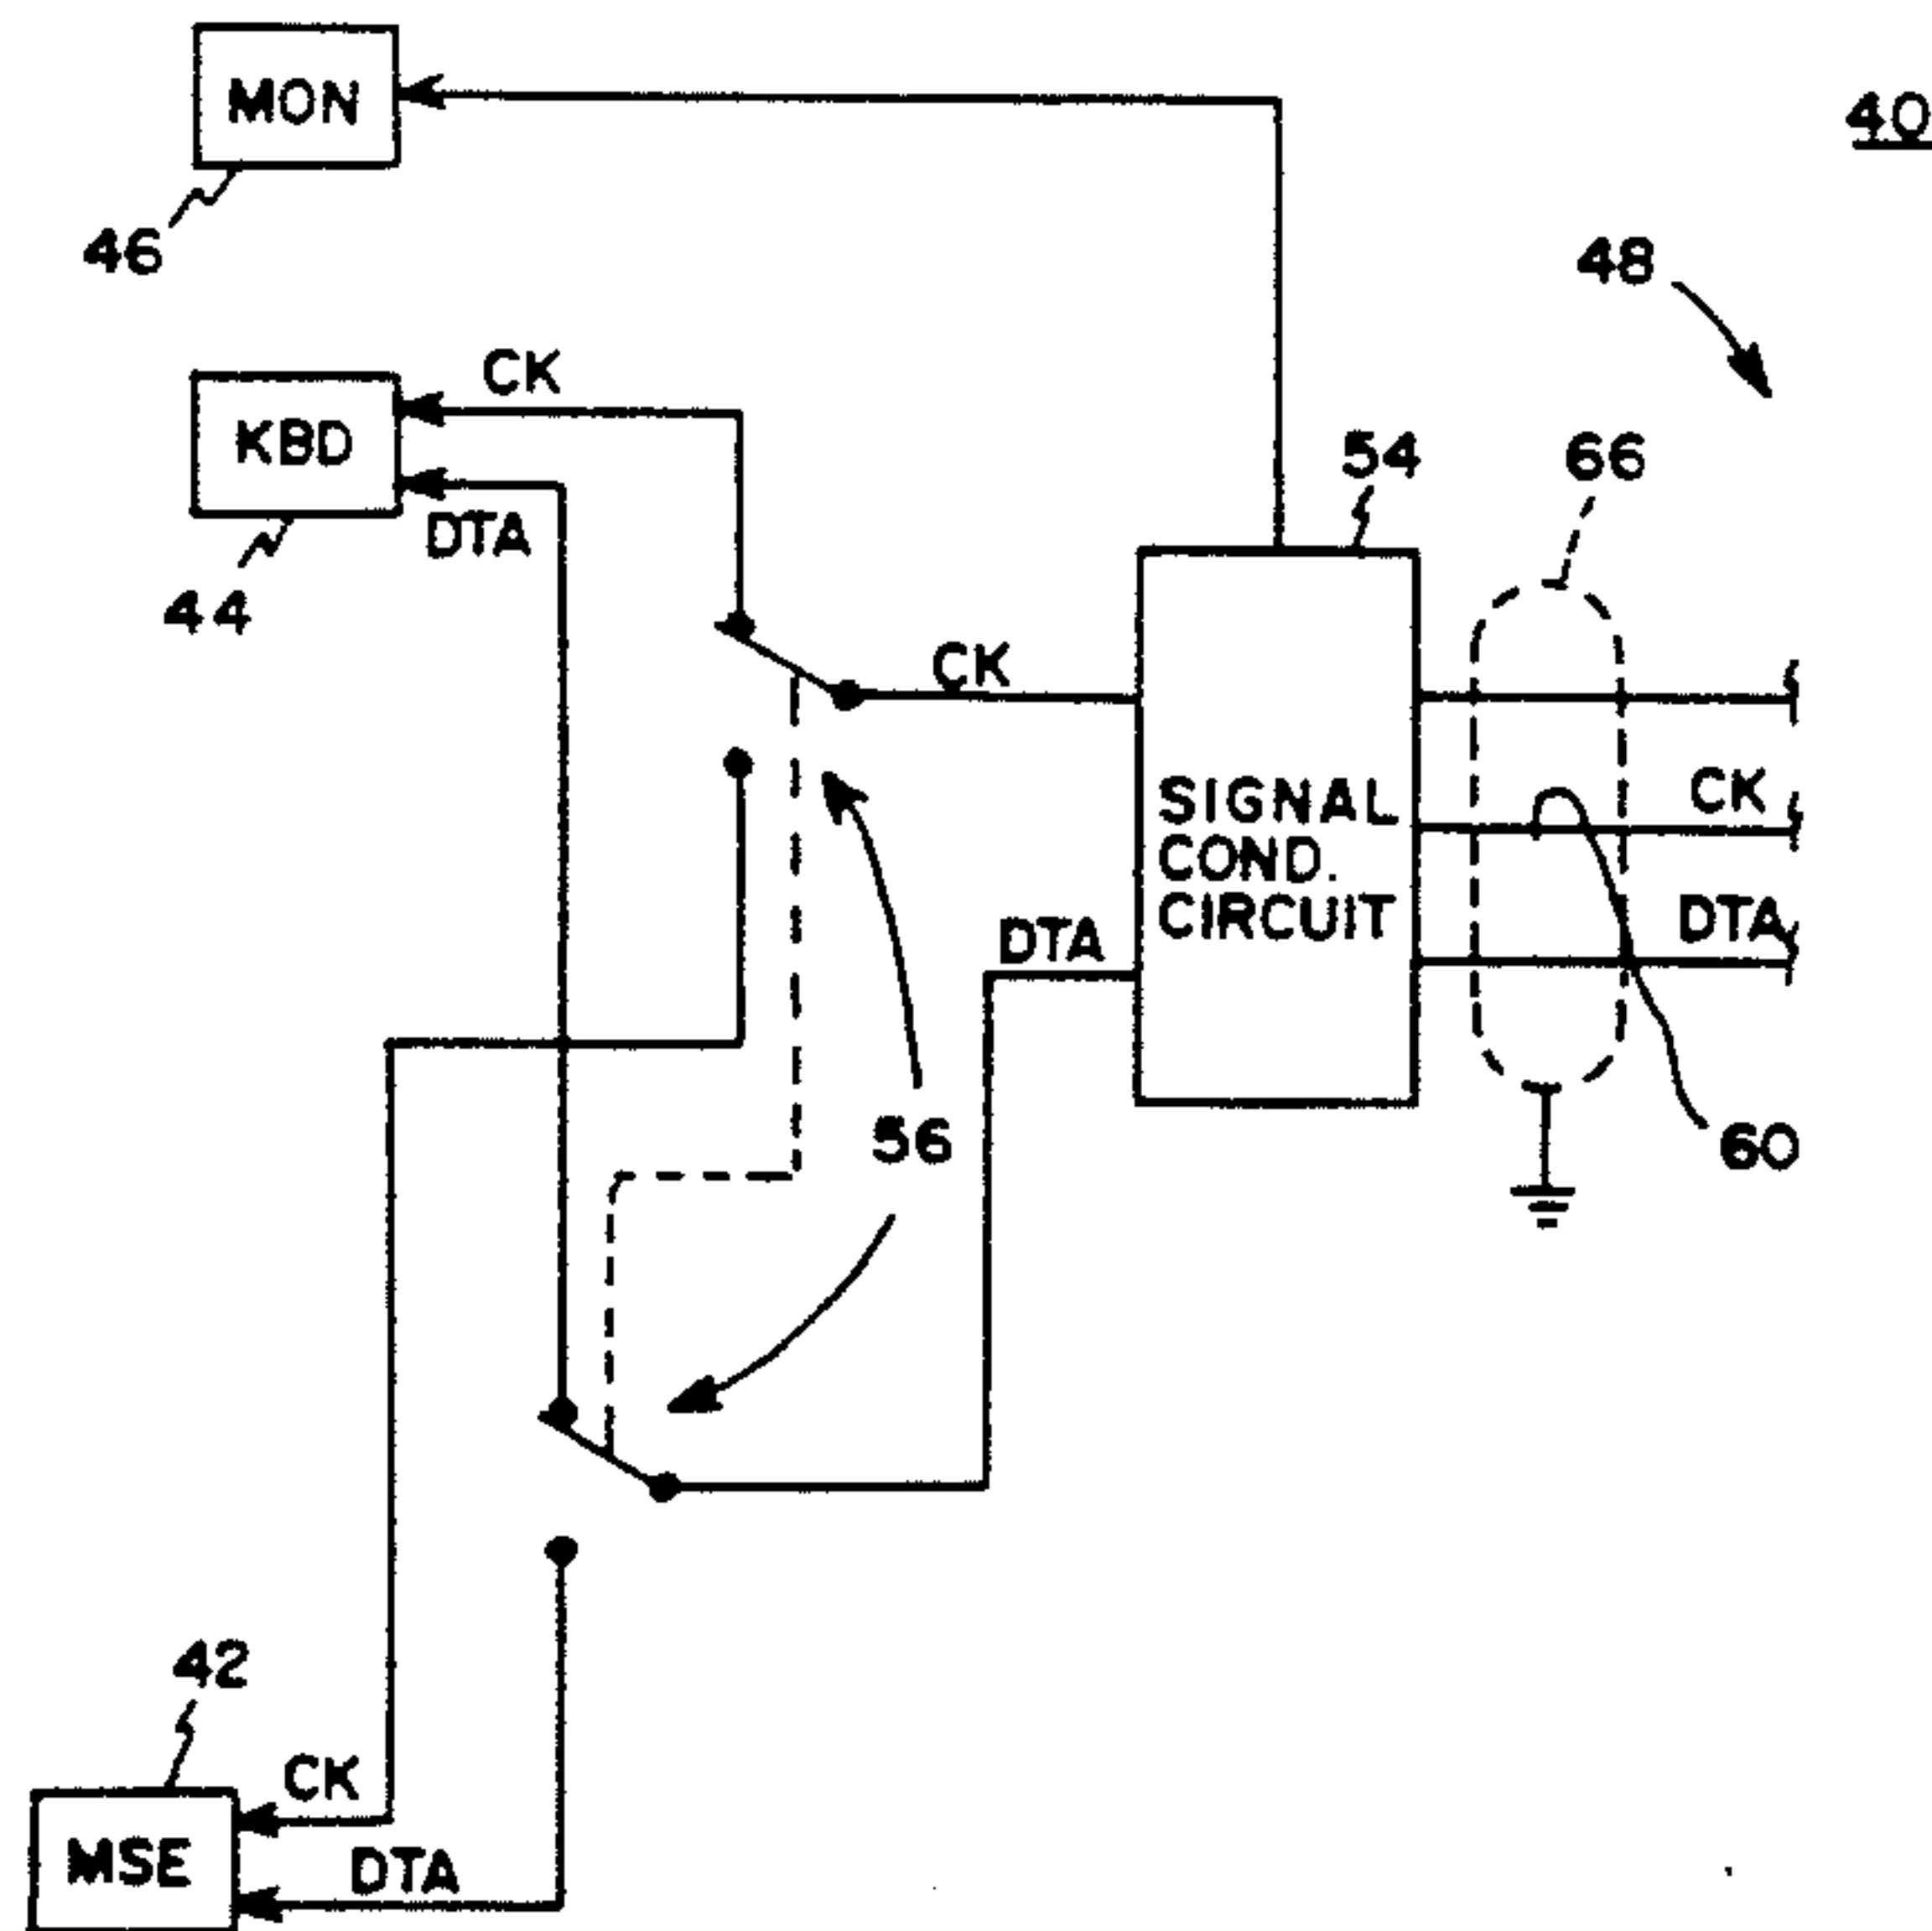 MON
40
46
48
CK
KBD
54
66
DTA
44
CK
CK
SIGNAL
COND.
CIRCUIT
DTA
DTA
56
60
42
CK
MSE
DTA